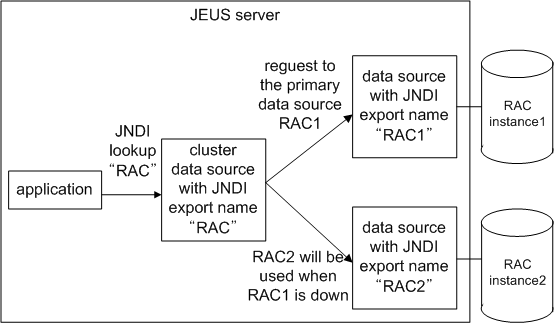 JEUS server
application
JNDI
lookup
“RAC”
cluster
data source
with JNDI
export name
“RAC”
reguest to
the primary
data source
RAC1
data source
with JNDI
export name
“RAC1”
RAC
instance1
RAC2 will be
used when
RAC1 is down
data source
with JNDI
export name
“RAC2”
RAC
instance2